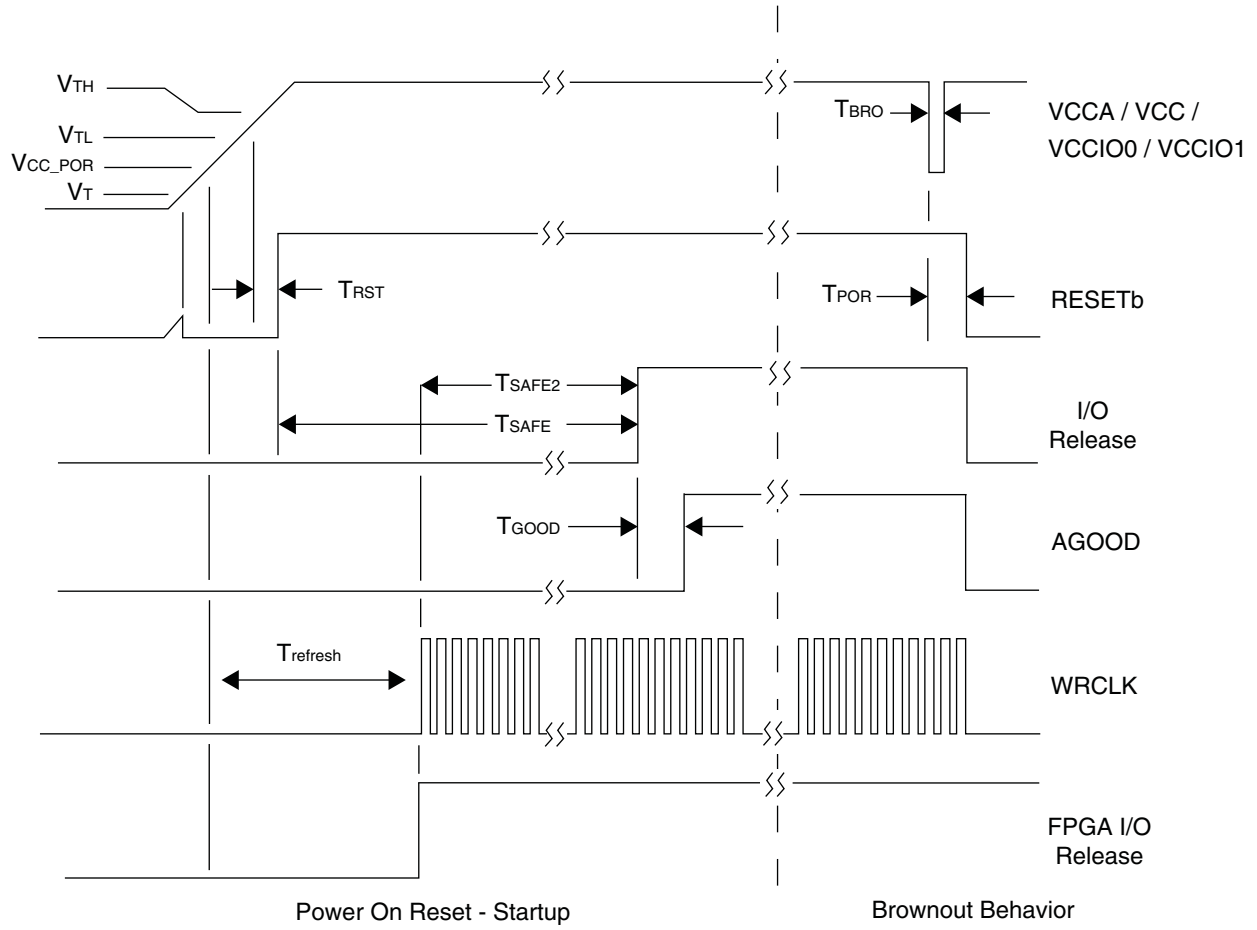 VTH
VTL
VCC_POR
VT
TBRO
VCCA / VCC /
VCCIO0 / VCCIO1
TRST
TPOR
RESETb
TSAFE2
TSAFE
I/O
Release
TGOOD
AGOOD
Trefresh
WRCLK
FPGA I/O
Release
Power On Reset - Startup
Brownout Behavior